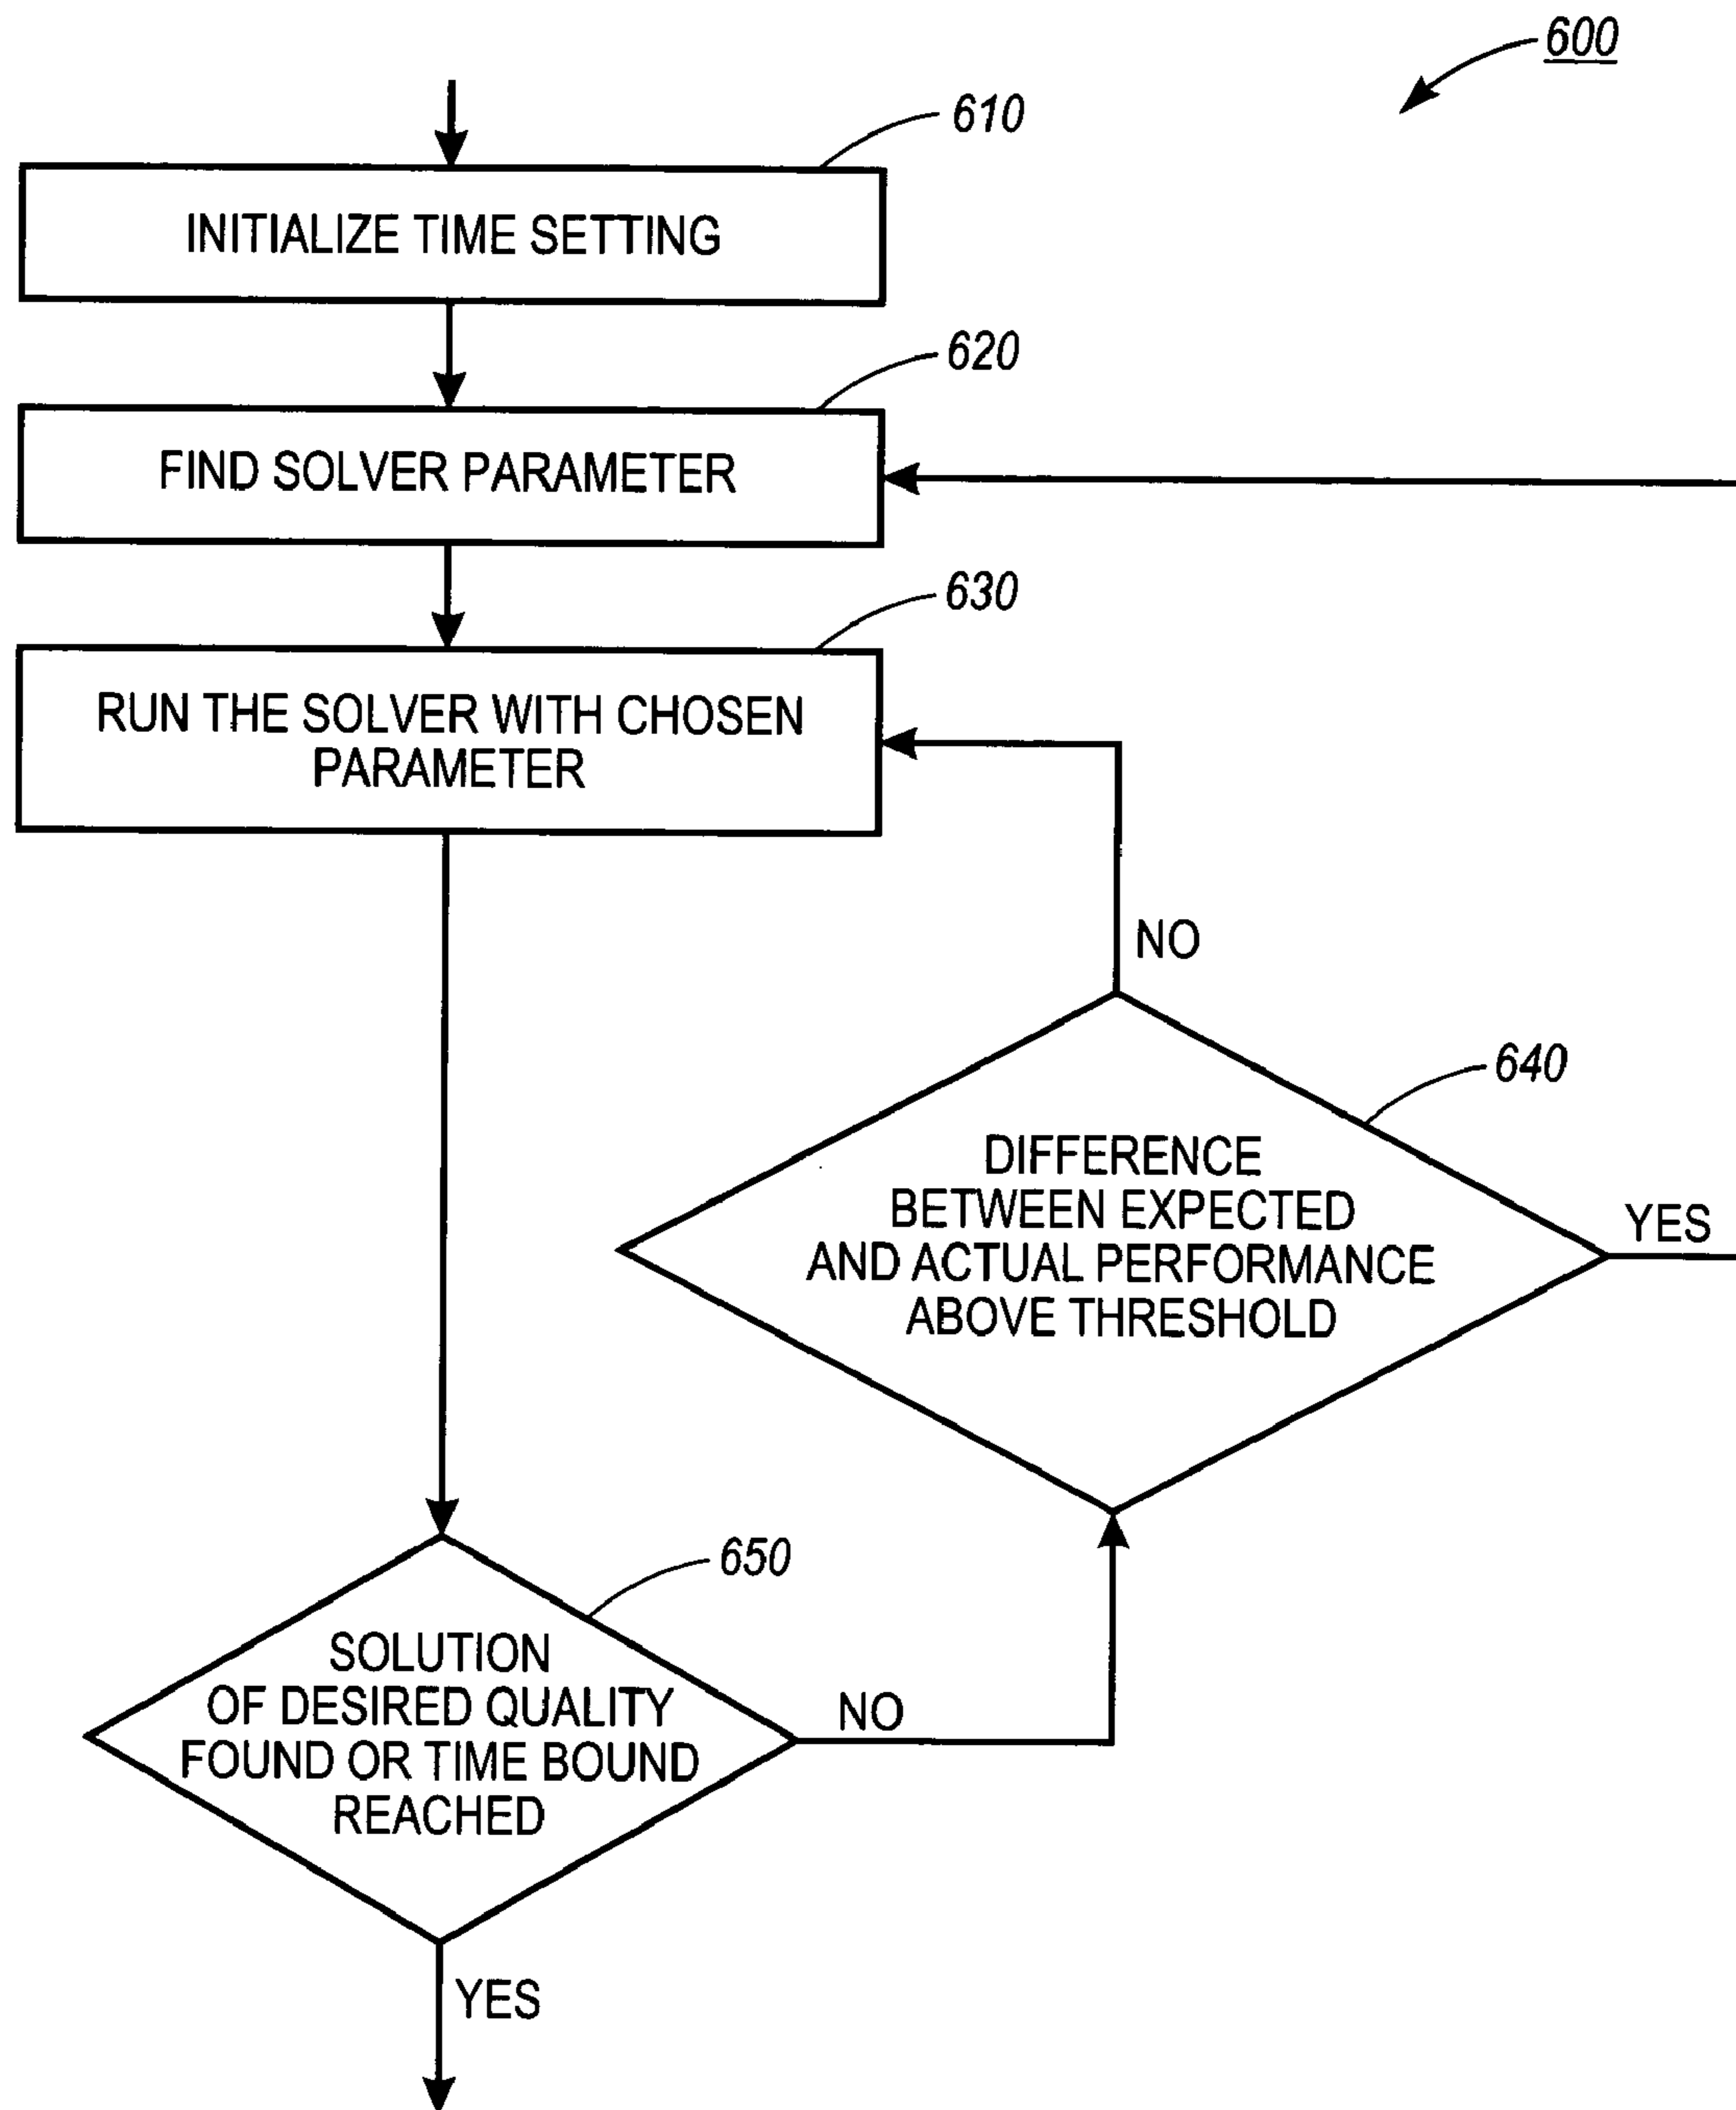 600
610
INITIALIZE TIME SETTING
620
FIND SOLVER PARAMETER
630
RUN THE SOLVER WITH CHOSEN
PARAMETER
NO
640
DIFFERENCE
BETWEEN EXPECTED
AND ACTUAL PERFORMANCE
ABOVE THRESHOLD
YES
650
SOLUTION
OF DESIRED QUALITY
FOUND OR TIME BOUND
REACHED
NO
YES